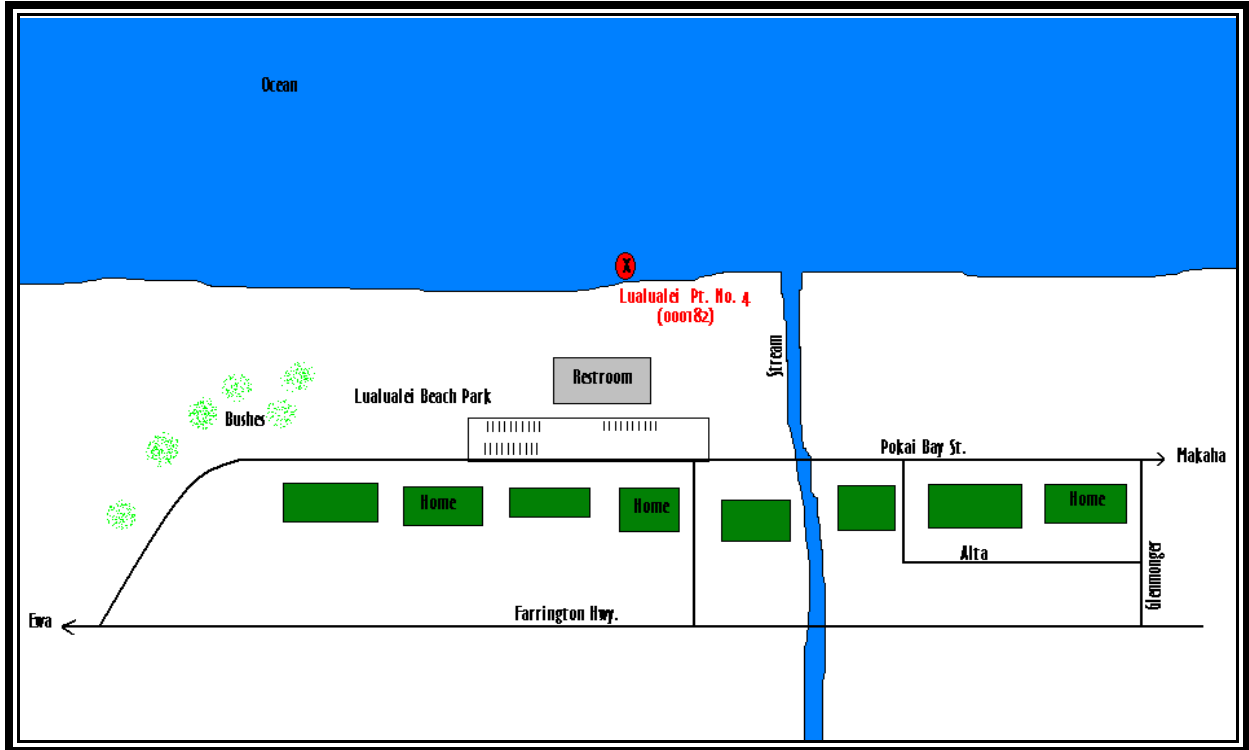 Ocean
X
Lualualei Pt. No. 4
(000182)
Stream
Restroom
Lualualei Beach Park
Bushes
Pokai Bay St.
Makaha
Home
Home
Home
Alta
Glenmonger
Farrington Hwy.
Ewa